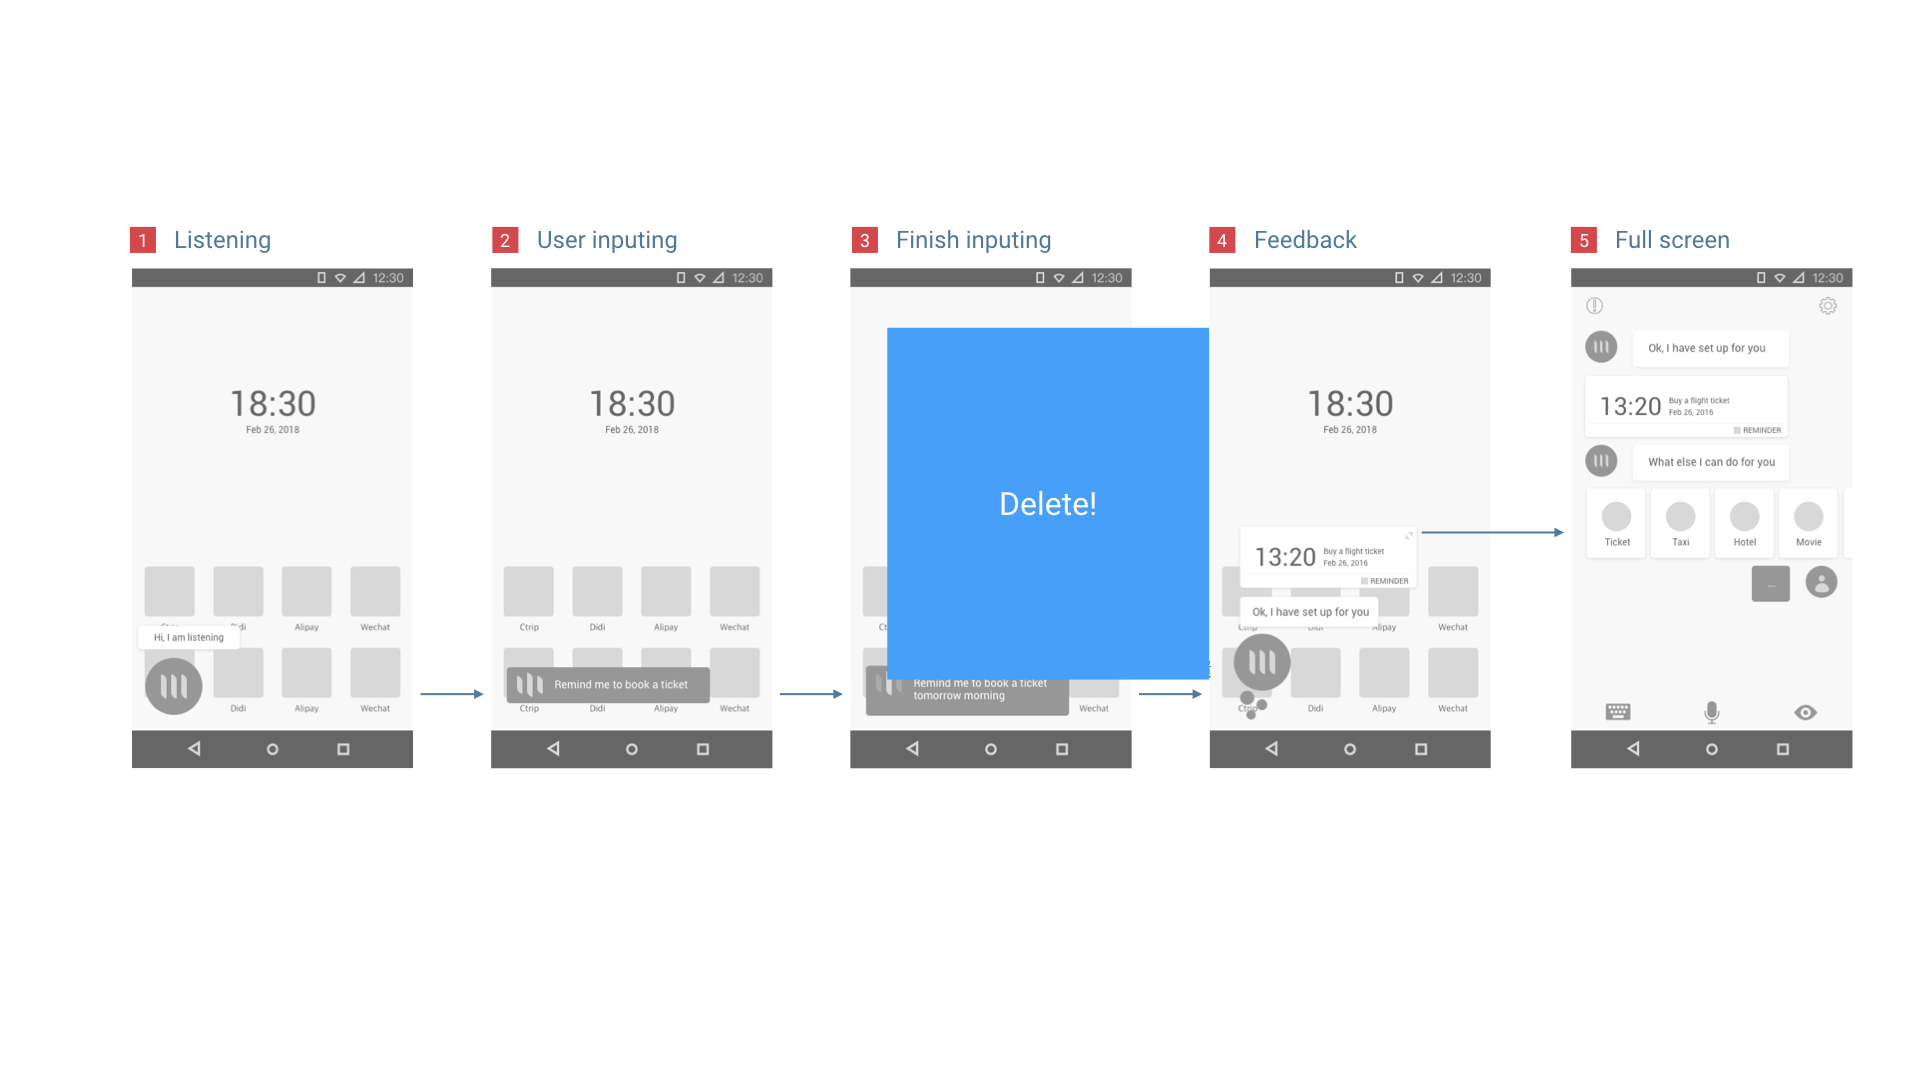 1 Listening
12:30
18:30
Feb 26, 2018
Alipay
Wechat
Hi, I am listening
Didi
Alipay
Wechat
2 User inputing
12:30
18:30
Feb 26, 2018
Ctrip
Didi
Alipay
Wechat
Remind me to book a ticket
Ctrip
Didi
Alipay
Wechat
3 Finish inputing
12:30
Delete!
Remind me to book a ticket
tomorrow morning
Wechat
4 Feedback
12:30
18:30
Feb 26, 2018
13:20
Buy a flight ticket
Feb 26, 2016
REMINDER
Ok, I have set up for you
Alipay
Wechat
Ctrip
Didi
Alipay
Wechat
5 Full screen
12:30
Ok, I have set up for you
13:20
Buy a flight ticket
Feb 26, 2016
REMINDER
What else I can do for you
Ticket
Taxi
Hotel
Movie
...